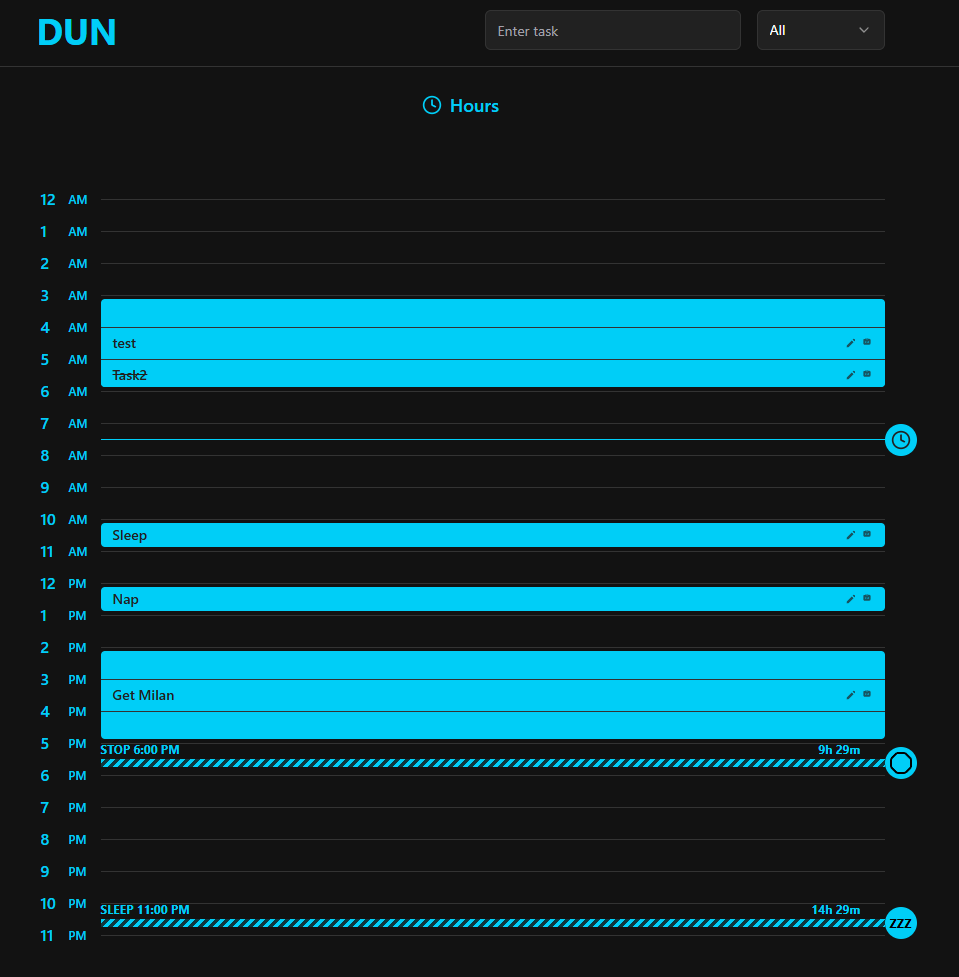 DUN
Enter task
All
Hours
12 AM
1 AM
2 AM
3 AM
4 AM
test
5 AM
Task2
6 AM
7 AM
8 AM
9 AM
10 AM
Sleep
11 AM
12 PM
Nap
1 PM
2 PM
3 PM
Get Milan
4 PM
5 PM
STOP 6:00 PM 9h 29m
6 PM
7 PM
8 PM
9 PM
10 PM
SLEEP 11:00 PM 14h 29m
ZZZ
11 PM